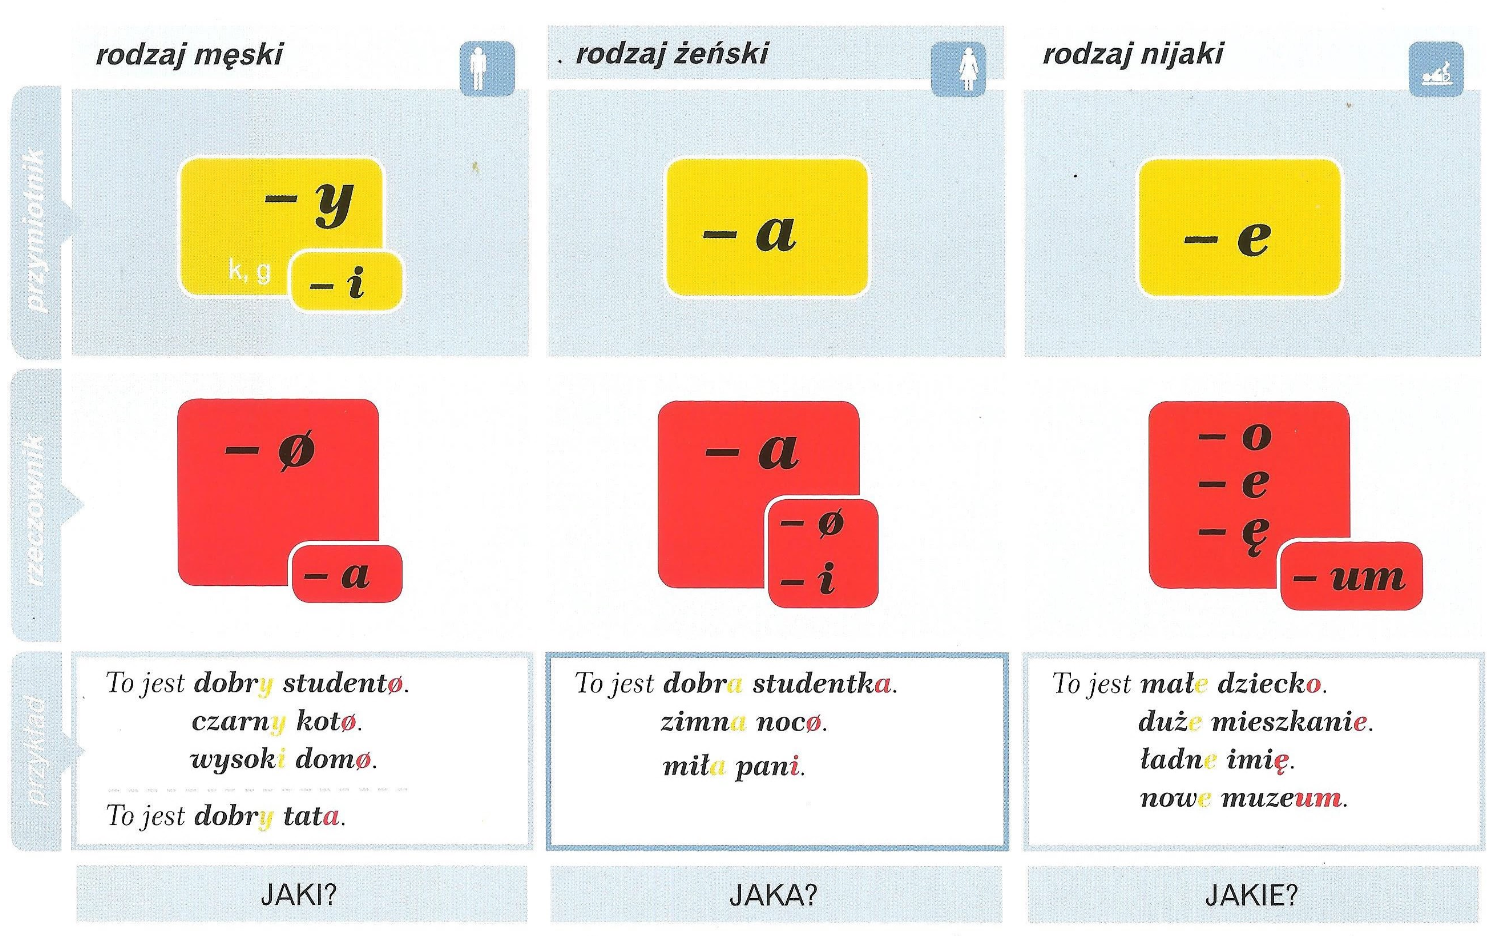 rodzaj męski
. rodzaj żeński
rodzaj nijaki
przymiotnik
– y
k, g
– i
– a
– e
rzeczownik
– ø
– a
– a
– ø
– i
– o
– e
– ę
– um
przykład
To jest dobry studentø.
czarny kotø.
wysoki domø.
To jest dobry tata.
To jest dobra studentka.
zimna nocø.
miła pani.
To jest małe dziecko.
duże mieszkanie.
ładne imię.
nowe muzeum.
JAKI?
JAKA?
JAKIE?